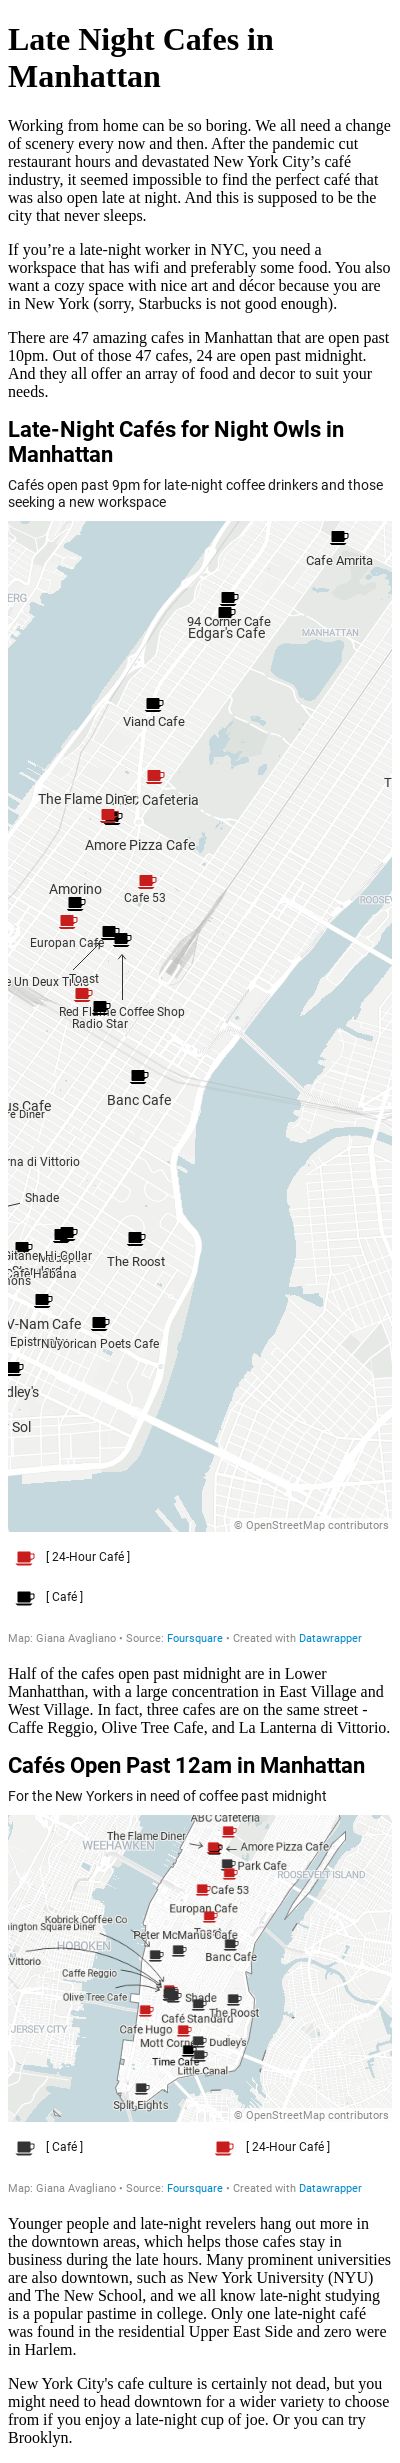 Late Night Cafes in
Manhattan
Working from home can be so boring. We all need a change
of scenery every now and then. After the pandemic cut
restaurant hours and devastated New York City’s café
industry, it seemed impossible to find the perfect café that
was also open late at night. And this is supposed to be the
city that never sleeps.
If you’re a late-night worker in NYC, you need a
workspace that has wifi and preferably some food. You also
want a cozy space with nice art and décor because you are
in New York (sorry, Starbucks is not good enough).
There are 47 amazing cafes in Manhattan that are open past
10pm. Out of those 47 cafes, 24 are open past midnight.
And they all offer an array of food and decor to suit your
needs.
Late-Night Cafés for Night Owls in
Manhattan
Cafés open past 9pm for late-night coffee drinkers and those
seeking a new workspace
Cafe Amrita
ERG
94 Corner Cafe
Edgar's Cafe
MANHATTAN
Viand Cafe
T
The Flame Diner
Cafeteria
Amore Pizza Cafe
Amorino
Cafe 53
ROOSEV
Europan Cafe
e Un Deux Trois
Toast
Red Flame Coffee Shop
Radio Star
Banc Cafe
us Cafe
re Diner
rna di Vittorio
Shade
Gitane
Hi-Collar
Standard
Cafe Habana
ons
The Roost
V-Nam Cafe
Epistrophy
Nuyorican Poets Cafe
dley's
Sol
© OpenStreetMap contributors
[ 24-Hour Café ]
[ Café ]
Map: Giana Avagliano • Source: Foursquare • Created with Datawrapper
Half of the cafes open past midnight are in Lower
Manhatthan, with a large concentration in East Village and
West Village. In fact, three cafes are on the same street -
Caffe Reggio, Olive Tree Cafe, and La Lanterna di Vittorio.
Cafés Open Past 12am in Manhattan
For the New Yorkers in need of coffee past midnight
ABC Cafeteria
The Flame Diner
WEEHAWKEN
Amore Pizza Cafe
Park Cafe
ROOSEVELT ISLAND
Cafe 53
Europan Cafe
Kobrick Coffee Co
hington Square Diner
Peter McManus Cafe
HOBOKEN
Banc Cafe
Vittorio
Caffe Reggio
Olive Tree Cafe
Shade
The Roost
Café Standard
JERSEY CITY
Cafe Hugo
Mott Corner
Dudley's
Time Cafe
Little Canal
Split Eights
© OpenStreetMap contributors
[ Café ]
[ 24-Hour Café ]
Map: Giana Avagliano • Source: Foursquare • Created with Datawrapper
Younger people and late-night revelers hang out more in
the downtown areas, which helps those cafes stay in
business during the late hours. Many prominent universities
are also downtown, such as New York University (NYU)
and The New School, and we all know late-night studying
is a popular pastime in college. Only one late-night café
was found in the residential Upper East Side and zero were
in Harlem.
New York City's cafe culture is certainly not dead, but you
might need to head downtown for a wider variety to choose
from if you enjoy a late-night cup of joe. Or you can try
Brooklyn.